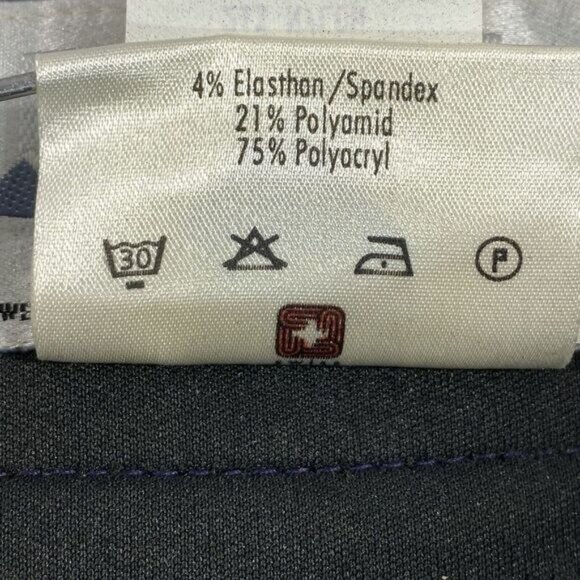 4% Elasthan/Spandex
21% Polyamid
75% Polyacryl
30
P